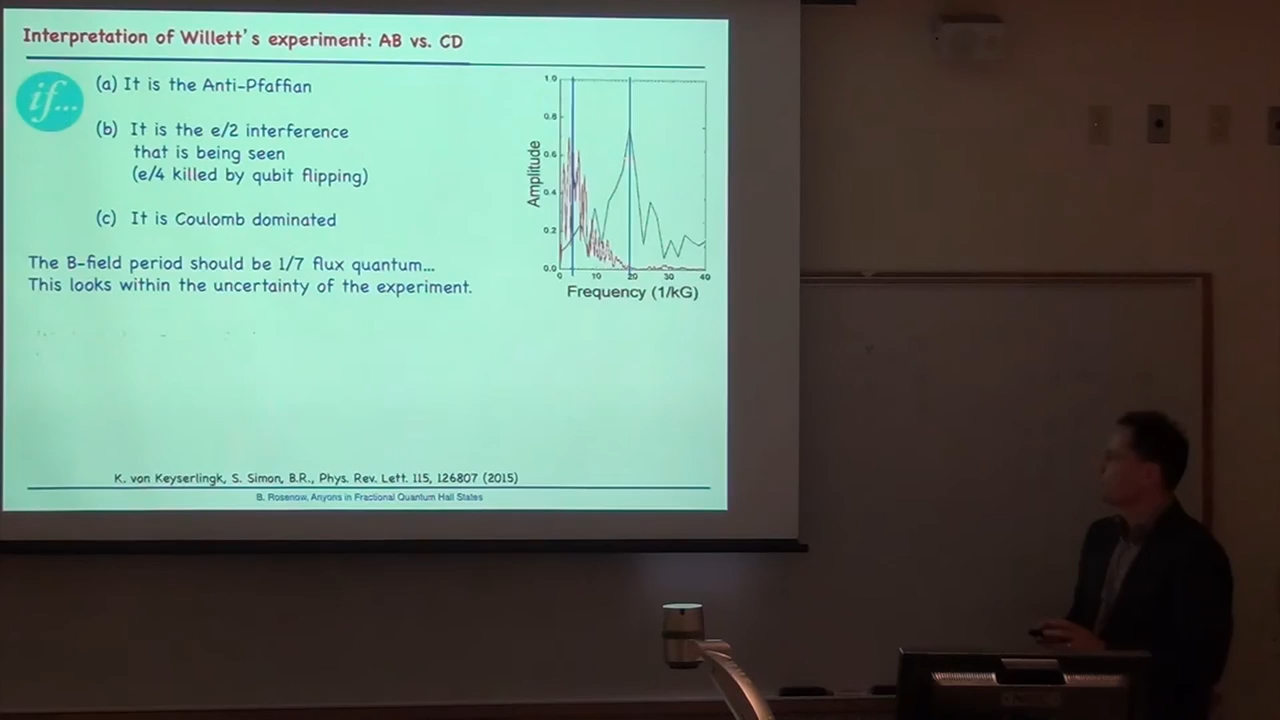 Interpretation of Willett's experiment: AB vs. CD
if...
(a) It is the Anti-Pfaffian
(b) It is the e/2 interference
that is being seen
(e/4 killed by qubit flipping)
(c) It is Coulomb dominated
The B-field period should be 1/7 flux quantum...
This looks within the uncertainty of the experiment.
1.0
0.8
0.6
0.4
0.2
0.0
Amplitude
0 10 20 30 40
Frequency (1/kG)
K. von Keyserlingk, S. Simon, B.R., Phys. Rev. Lett. 115, 126807 (2015)
B. Rosenow, Anyons in Fractional Quantum Hall States